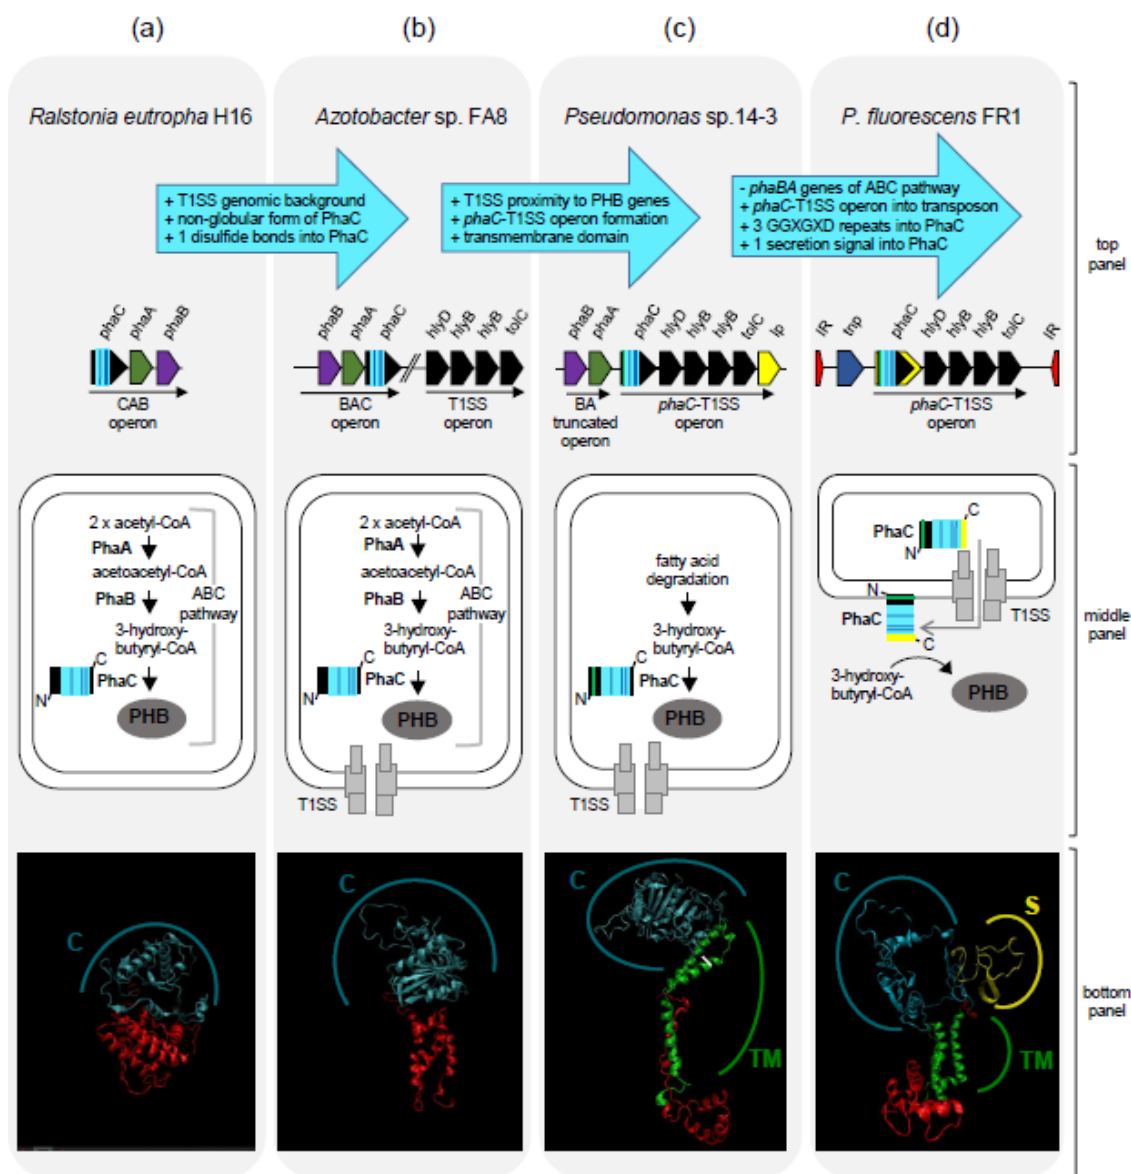 (a) (b) (c) (d)
Ralstonia eutropha H16
Azotobacter sp. FA8
Pseudomonas sp.14-3
P. fluorescens FR1
+ T1SS genomic background
+ non-globular form of PhaC
+ 1 disulfide bonds into PhaC
+ T1SS proximity to PHB genes
+ phaC-T1SS operon formation
+ transmembrane domain
- phaBA genes of ABC pathway
+ phaC-T1SS operon into transposon
+ 3 GGXGXD repeats into PhaC
+ 1 secretion signal into PhaC
top
panel
phaC phaA phaB
CAB
operon
phaB phaA phaC hlyD hlyB hlyB tolC
BAC
operon
T1SS
operon
phaB phaA phaC hlyD hlyB hlyB tolC lp
BA
truncated
operon
phaC-T1SS
operon
IR tnp phaC hlyD hlyB hlyB tolC IR
phaC-T1SS
operon
2 x acetyl-CoA
PhaA
acetoacetyl-CoA
PhaB
ABC
pathway
3-hydroxy-
butyryl-CoA
C
N
PhaC
PHB
2 x acetyl-CoA
PhaA
acetoacetyl-CoA
PhaB
ABC
pathway
3-hydroxy-
butyryl-CoA
C
N
PhaC
PHB
T1SS
fatty acid
degradation
3-hydroxy-
butyryl-CoA
C
N
PhaC
PHB
T1SS
C
PhaC
N
N
T1SS
PhaC
C
3-hydroxy-
butyryl-CoA
PHB
middle
panel
C
C
C
TM
C
S
TM
bottom
panel